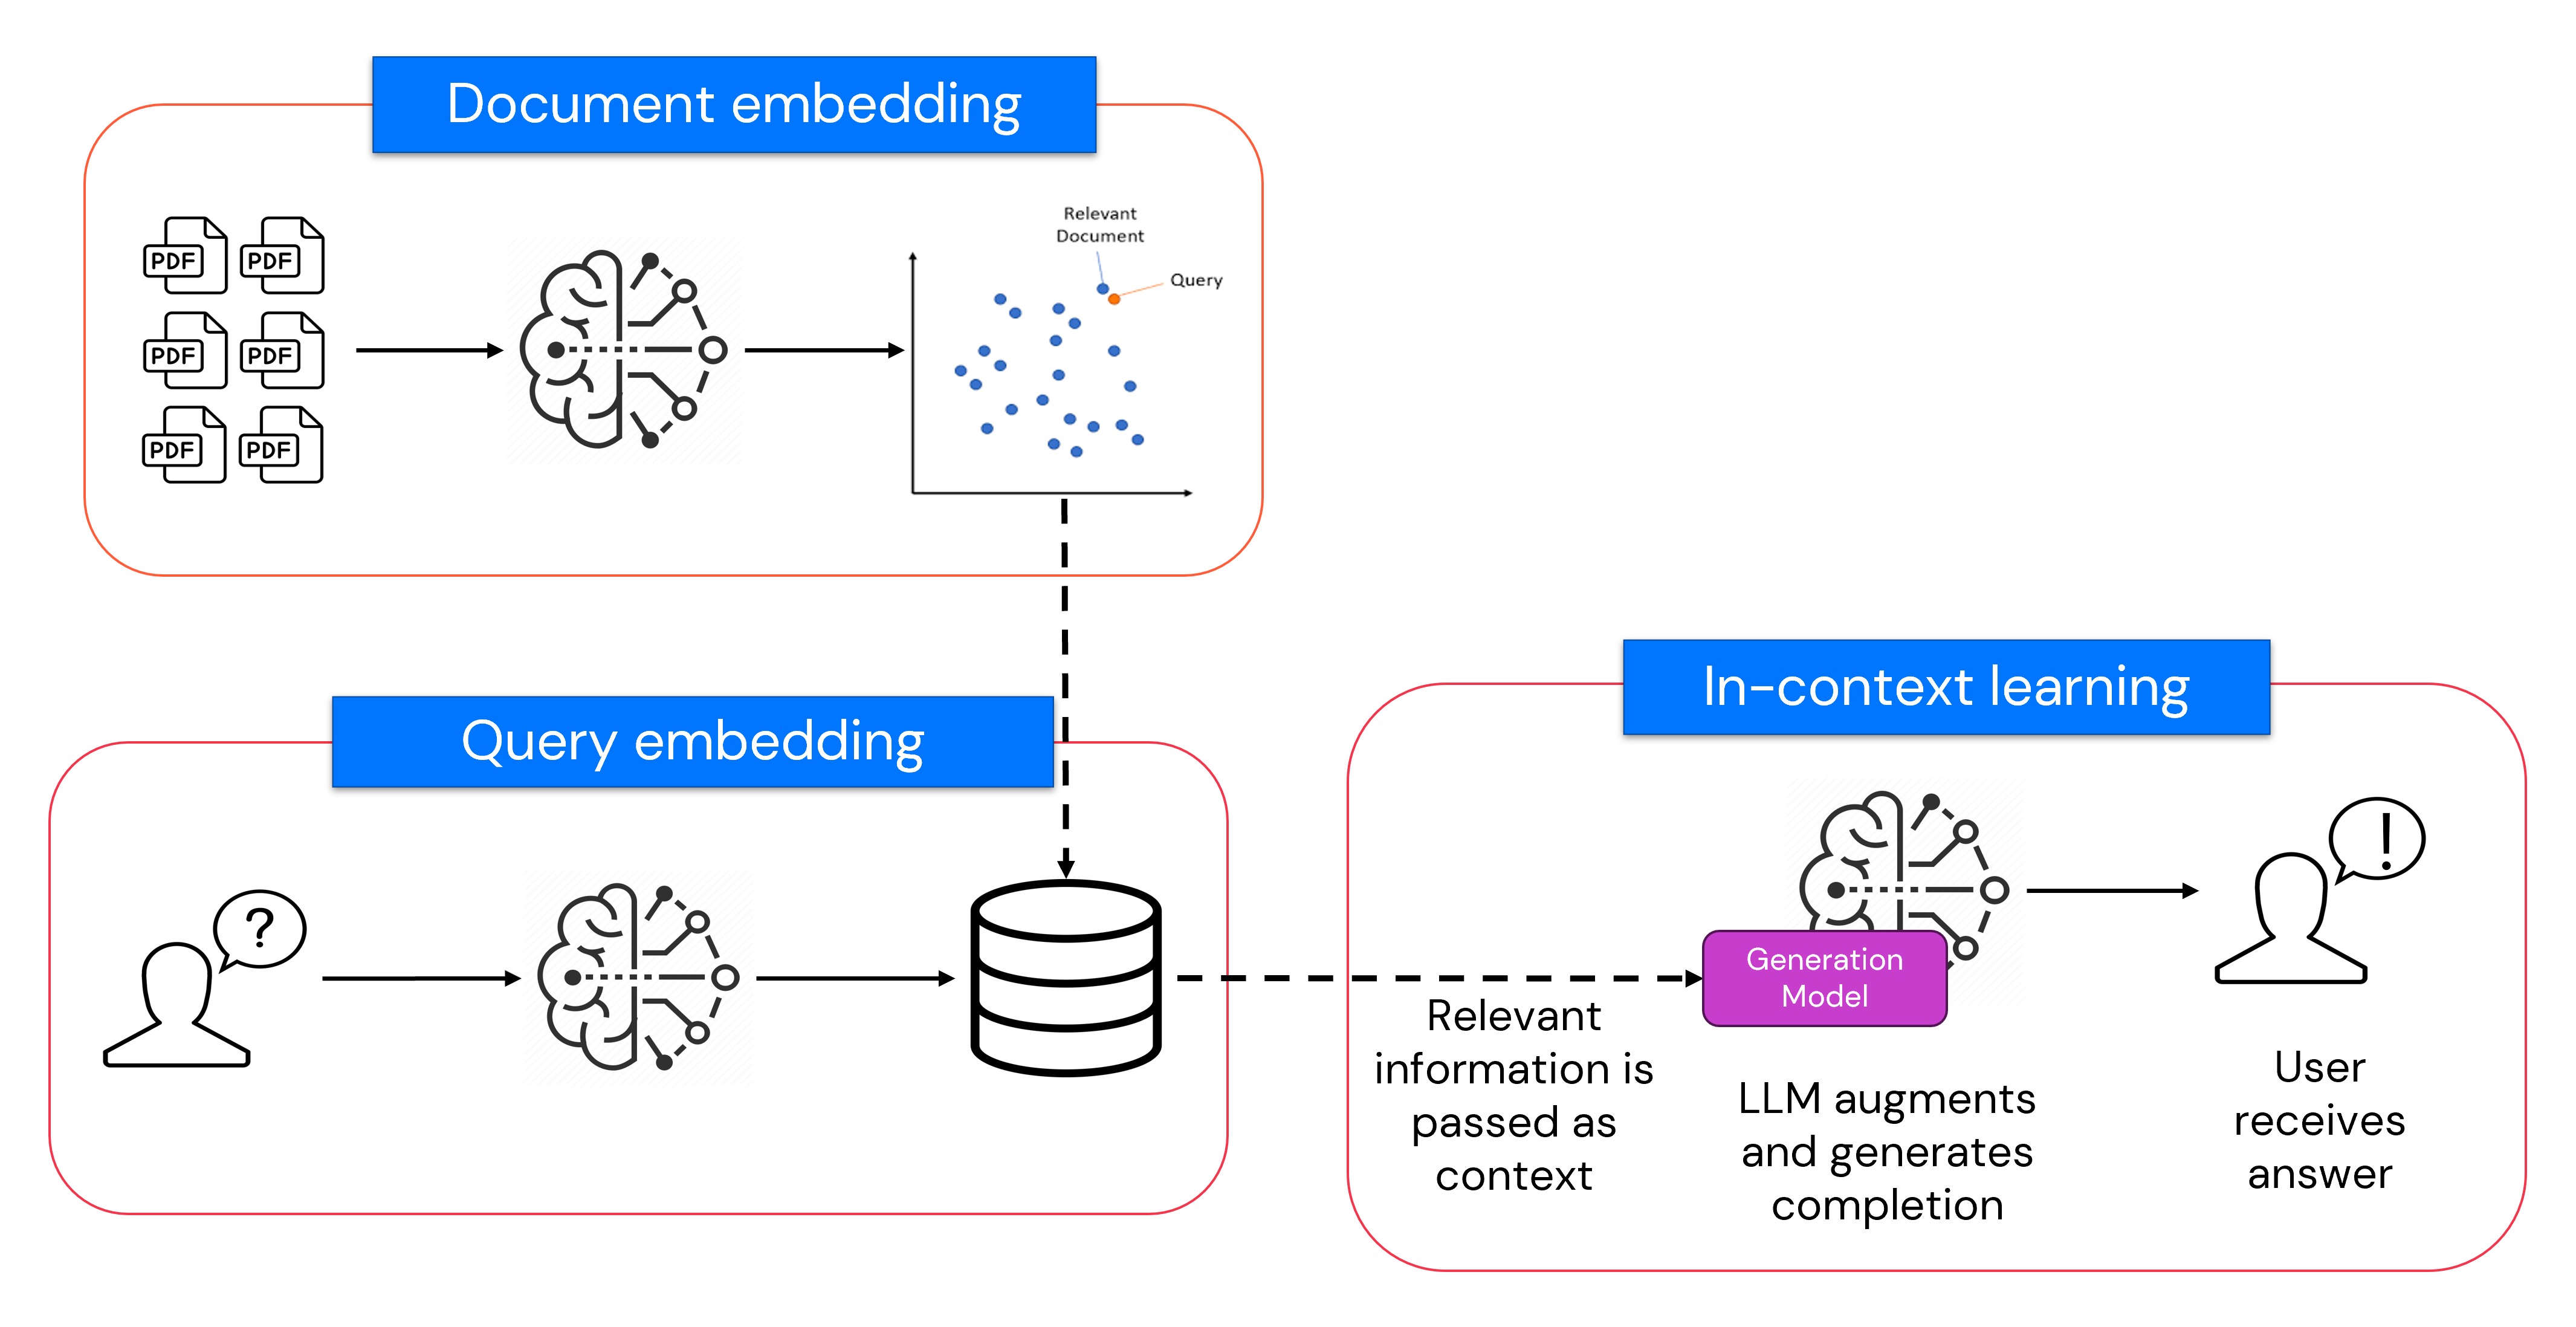 Document embedding
PDF PDF
PDF PDF
PDF PDF
Relevant
Document
Query
Query embedding
?
In-context learning
!
Generation
Model
Relevant
information is
passed as
context
LLM augments
and generates
completion
User
receives
answer